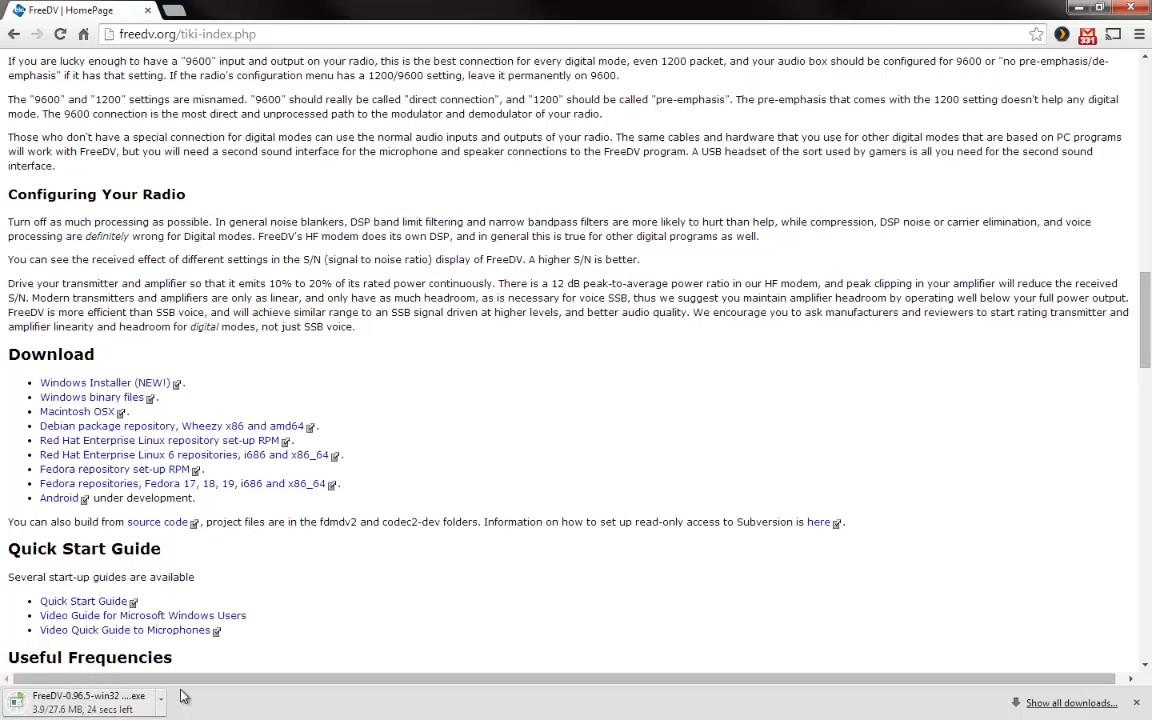 FreeDV | HomePage
freedv.org/tiki-index.php
331
If you are lucky enough to have a "9600" input and output on your radio, this is the best connection for every digital mode, even 1200 packet, and your audio box should be configured for 9600 or "no pre-emphasis/de-
emphasis" if it has that setting. If the radio's configuration menu has a 1200/9600 setting, leave it permanently on 9600.
The "9600" and "1200" settings are misnamed. "9600" should really be called "direct connection", and "1200" should be called "pre-emphasis". The pre-emphasis that comes with the 1200 setting doesn't help any digital
mode. The 9600 connection is the most direct and unprocessed path to the modulator and demodulator of your radio.
Those who don't have a special connection for digital modes can use the normal audio inputs and outputs of your radio. The same cables and hardware that you use for other digital modes that are based on PC programs
will work with FreeDV, but you will need a second sound interface for the microphone and speaker connections to the FreeDV program. A USB headset of the sort used by gamers is all you need for the second sound
interface.
Configuring Your Radio
Turn off as much processing as possible. In general noise blankers, DSP band limit filtering and narrow bandpass filters are more likely to hurt than help, while compression, DSP noise or carrier elimination, and voice
processing are definitely wrong for Digital modes. FreeDV's HF modem does its own DSP, and in general this is true for other digital programs as well.
You can see the received effect of different settings in the S/N (signal to noise ratio) display of FreeDV. A higher S/N is better.
Drive your transmitter and amplifier so that it emits 10% to 20% of its rated power continuously. There is a 12 dB peak-to-average power ratio in our HF modem, and peak clipping in your amplifier will reduce the received
S/N. Modern transmitters and amplifiers are only as linear, and only have as much headroom, as is necessary for voice SSB, thus we suggest you maintain amplifier headroom by operating well below your full power output.
FreeDV is more efficient than SSB voice, and will achieve similar range to an SSB signal driven at higher levels, and better audio quality. We encourage you to ask manufacturers and reviewers to start rating transmitter and
amplifier linearity and headroom for digital modes, not just SSB voice.
Download
• Windows Installer (NEW!).
• Windows binary files.
• Macintosh OSX.
• Debian package repository, Wheezy x86 and amd64.
• Red Hat Enterprise Linux repository set-up RPM.
• Red Hat Enterprise Linux 6 repositories, i686 and x86_64.
• Fedora repository set-up RPM.
• Fedora repositories, Fedora 17, 18, 19, i686 and x86_64.
• Android under development.
You can also build from source code, project files are in the fdmdv2 and codec2-dev folders. Information on how to set up read-only access to Subversion is here.
Quick Start Guide
Several start-up guides are available
• Quick Start Guide
• Video Guide for Microsoft Windows Users
• Video Quick Guide to Microphones
Useful Frequencies
FreeDV-0.96.5-win32 ....exe
3.9/27.6 MB, 24 secs left
Show all downloads...